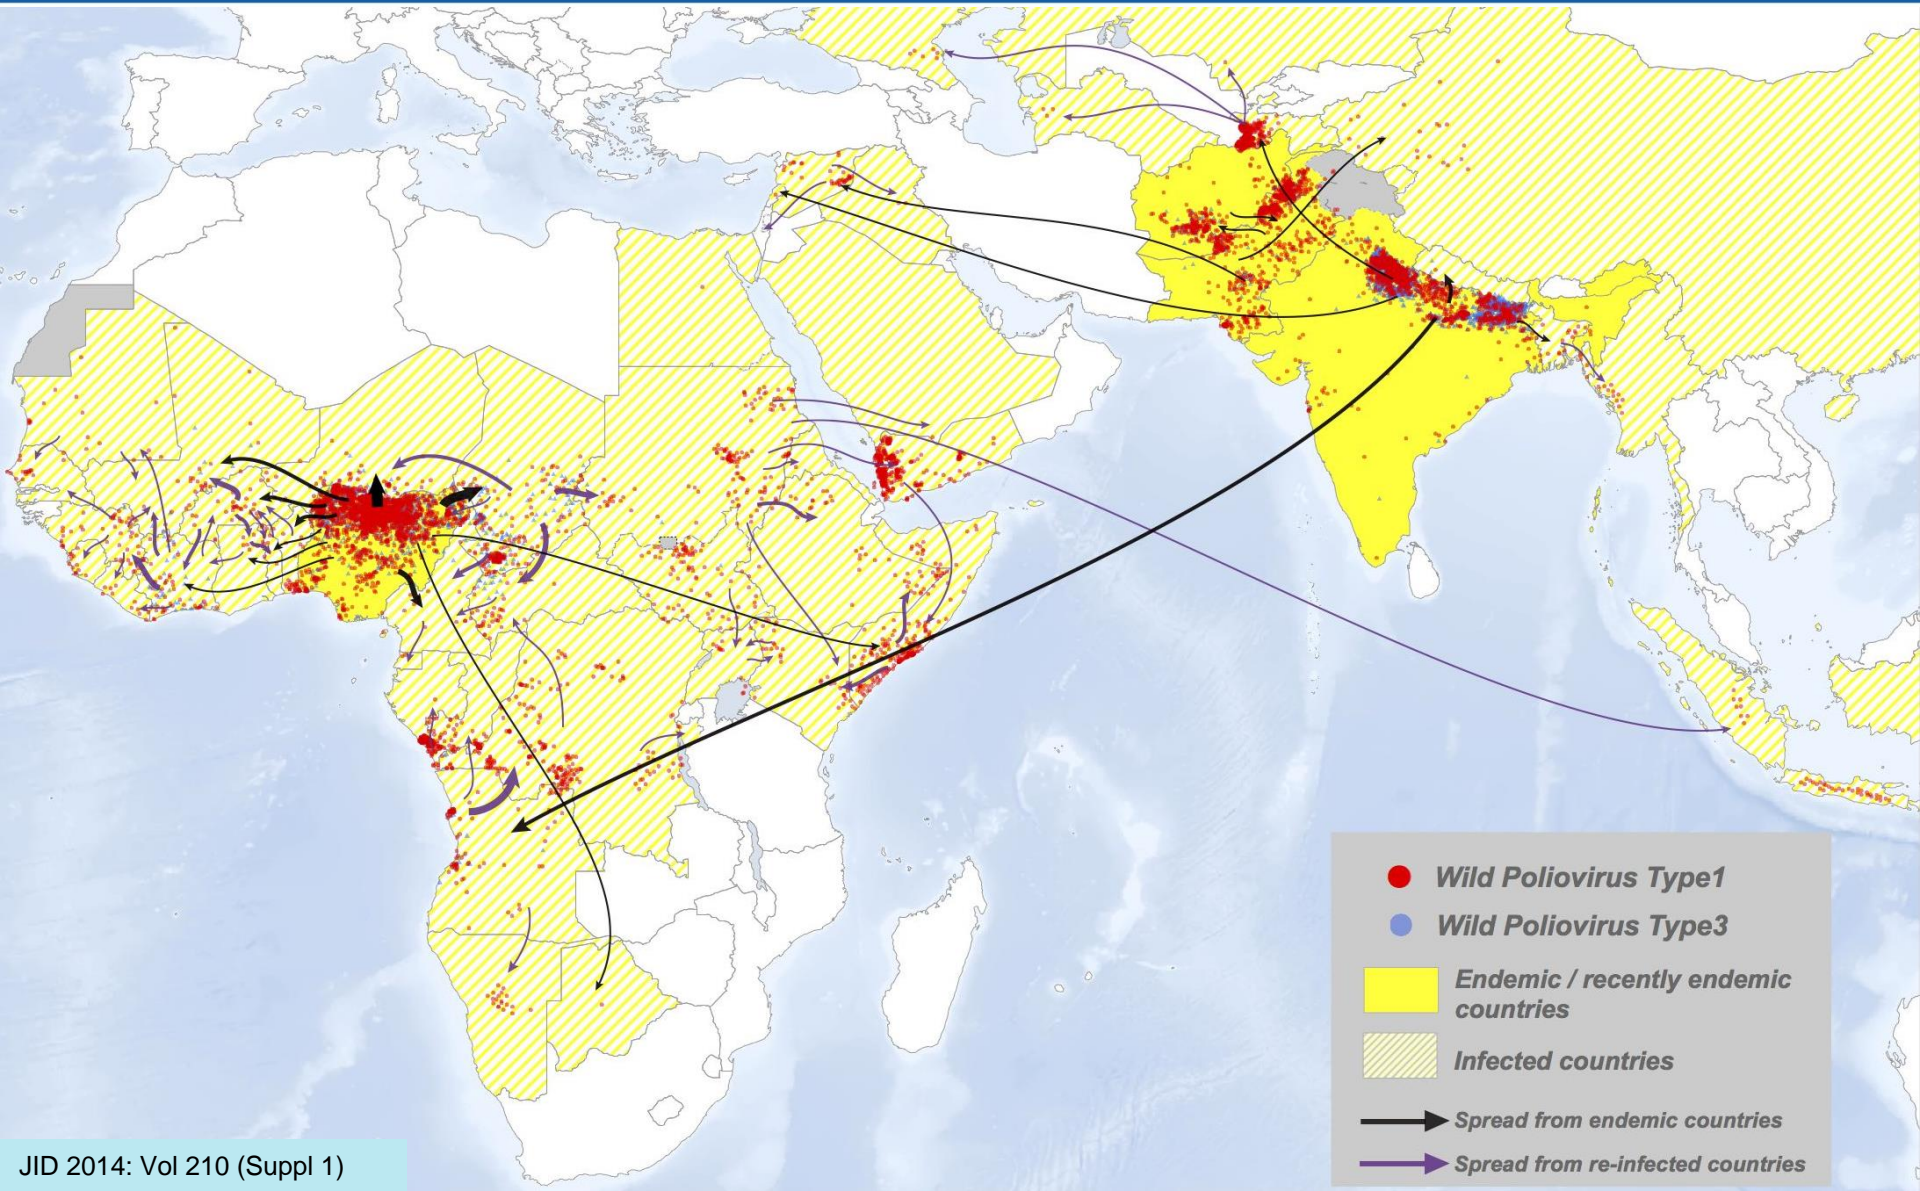 Wild Poliovirus Type1
Wild Poliovirus Type3
Endemic / recently endemic
countries
Infected countries
Spread from endemic countries
Spread from re-infected countries
JID 2014: Vol 210 (Suppl 1)